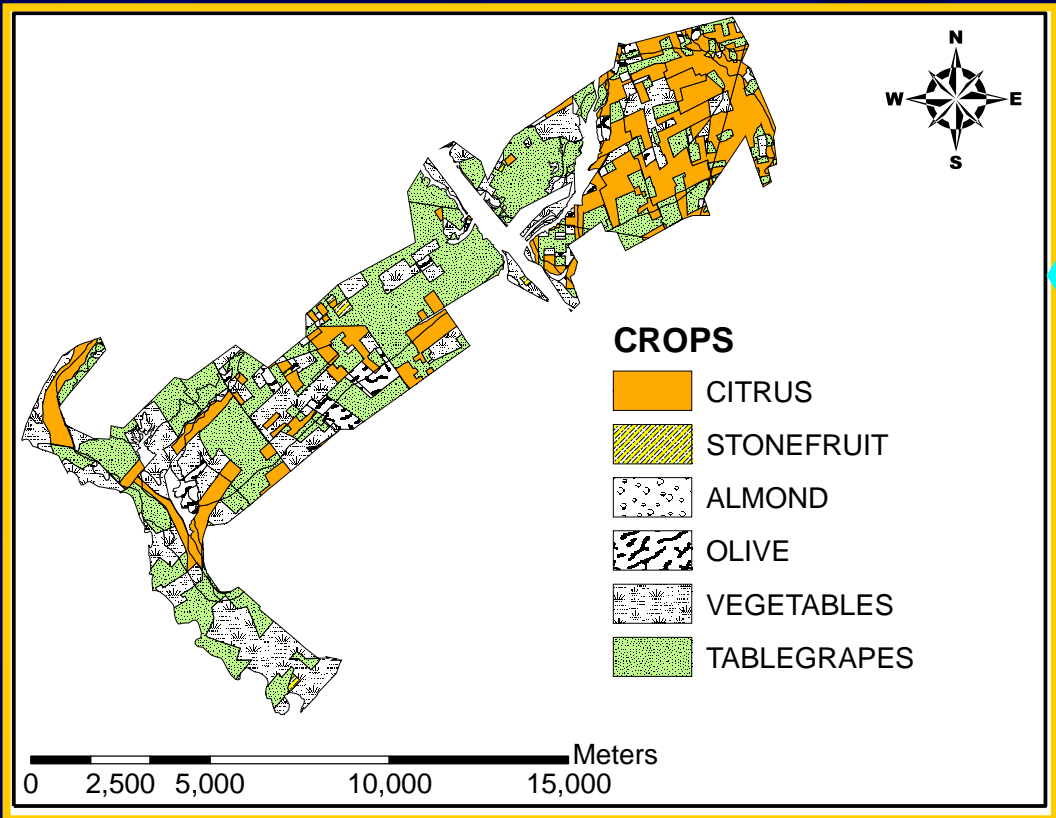 N
W E
S
CROPS
CITRUS
STONEFRUIT
ALMOND
OLIVE
VEGETABLES
TABLEGRAPES
Meters
0 2,500 5,000 10,000 15,000